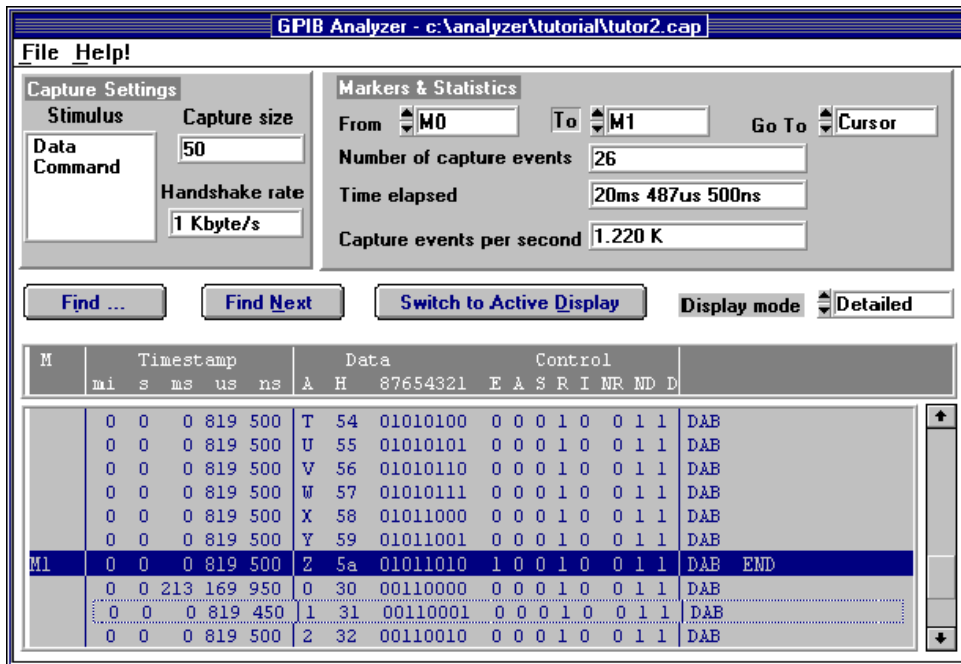 GPIB Analyzer - c:\analyzer\tutorial\tutor2.cap
File Help!
Capture Settings
Stimulus
Data
Command
Capture size
50
Handshake rate
1 Kbyte/s
Markers & Statistics
From M0 To M1 Go To Cursor
Number of capture events 26
Time elapsed 20ms 487us 500ns
Capture events per second 1.220 K
Find ... Find Next Switch to Active Display Display mode Detailed
M Timestamp Data Control
mi s ms us ns A H 87654321 E A S R I NR ND D
0 0 0 819 500 T 54 01010100 0 0 0 1 0 0 1 1 DAB
0 0 0 819 500 U 55 01010101 0 0 0 1 0 0 1 1 DAB
0 0 0 819 500 V 56 01010110 0 0 0 1 0 0 1 1 DAB
0 0 0 819 500 W 57 01010111 0 0 0 1 0 0 1 1 DAB
0 0 0 819 500 X 58 01011000 0 0 0 1 0 0 1 1 DAB
0 0 0 819 500 Y 59 01011001 0 0 0 1 0 0 1 1 DAB
M1 0 0 0 819 500 Z 5a 01011010 1 0 0 1 0 0 1 1 DAB END
0 0 213 169 950 0 30 00110000 0 0 0 1 0 0 1 1 DAB
0 0 0 819 450 1 31 00110001 0 0 0 1 0 0 1 1 DAB
0 0 0 819 500 2 32 00110010 0 0 0 1 0 0 1 1 DAB